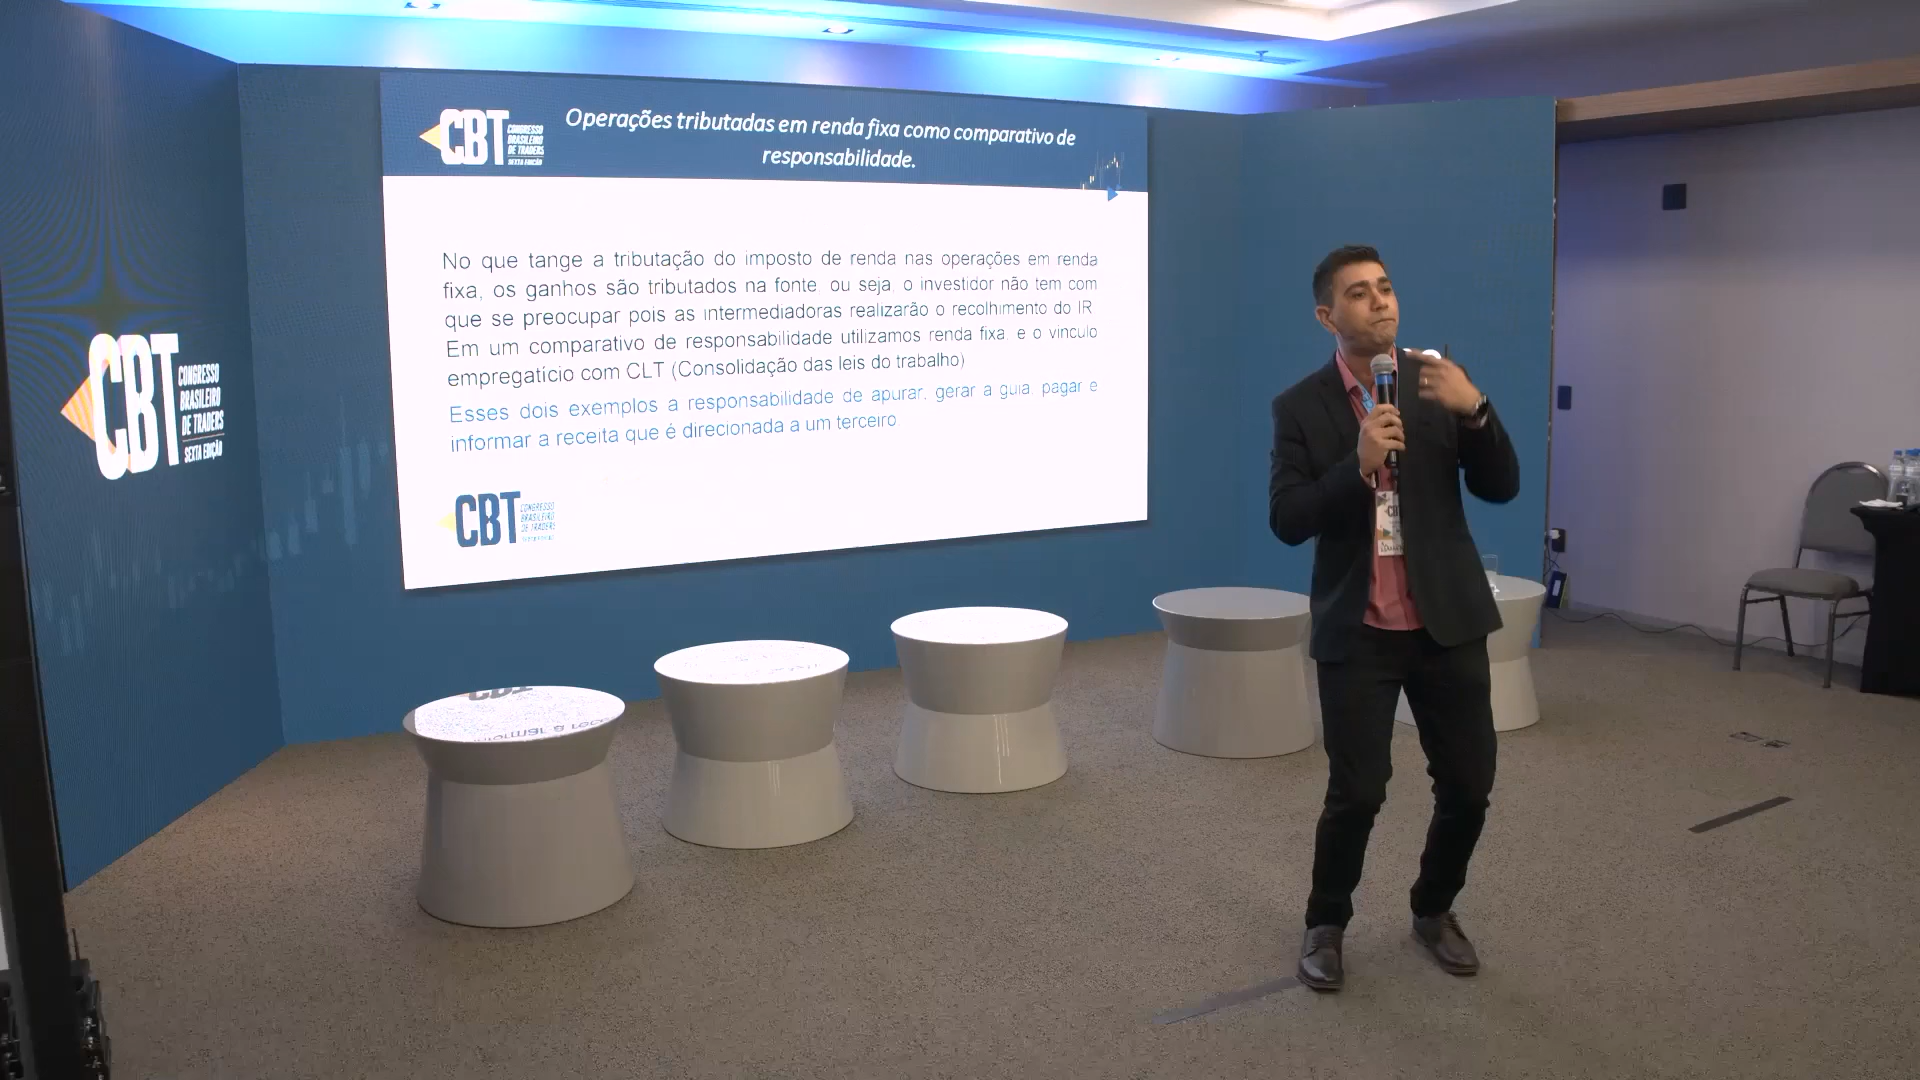 CBT
CONGRESSO
BRASILEIRO
DE TRADERS
SEXTA EDIÇÃO
Operações tributadas em renda fixa como comparativo de
responsabilidade.
No que tange a tributação do imposto de renda nas operações em renda
fixa, os ganhos são tributados na fonte, ou seja, o investidor não tem com
que se preocupar pois as intermediadoras realizarão o recolhimento do IR.
Em um comparativo de responsabilidade utilizamos renda fixa, e o vinculo
empregatício com CLT (Consolidação das leis do trabalho)
Esses dois exemplos a responsabilidade de apurar, gerar a guia, pagar e
informar a receita que é direcionada a um terceiro.
CBT
CONGRESSO
BRASILEIRO
DE TRADERS
SEXTA EDIÇÃO
CBT
CONGRESSO
BRASILEIRO
DE TRADERS
SEXTA EDIÇÃO